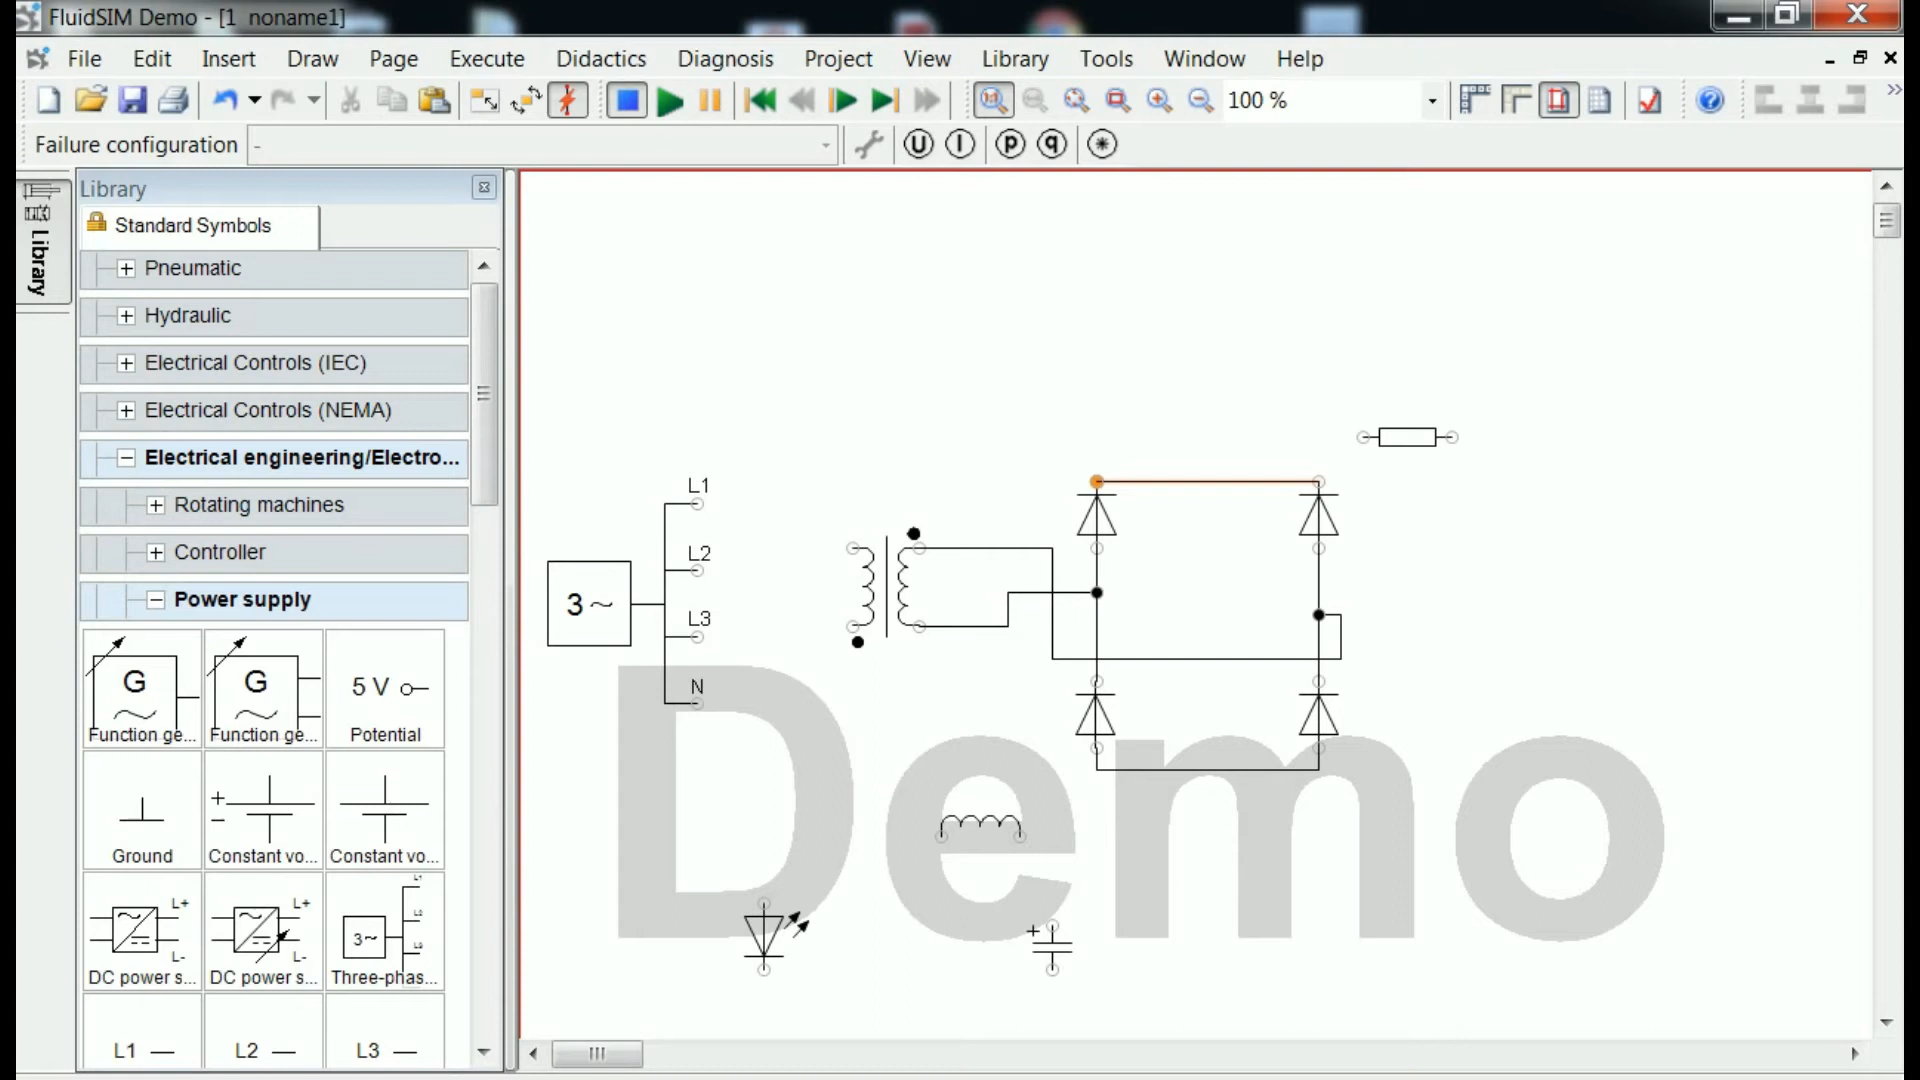 FluidSIM Demo - [1 noname1]
File Edit Insert Draw Page Execute Didactics Diagnosis Project View Library Tools Window Help
100 %
Failure configuration -
U I p q
Library
Library
Standard Symbols
Pneumatic
Hydraulic
Electrical Controls (IEC)
Electrical Controls (NEMA)
Electrical engineering/Electro...
Rotating machines
Controller
Power supply
G G 5 V
Function ge... Function ge... Potential
+
-
Ground Constant vo... Constant vo...
L+ L- L+ L- 3~
DC power s... DC power s... Three-phas...
L1 L2 L3
L1
L2
3~
L3
N
+
Demo